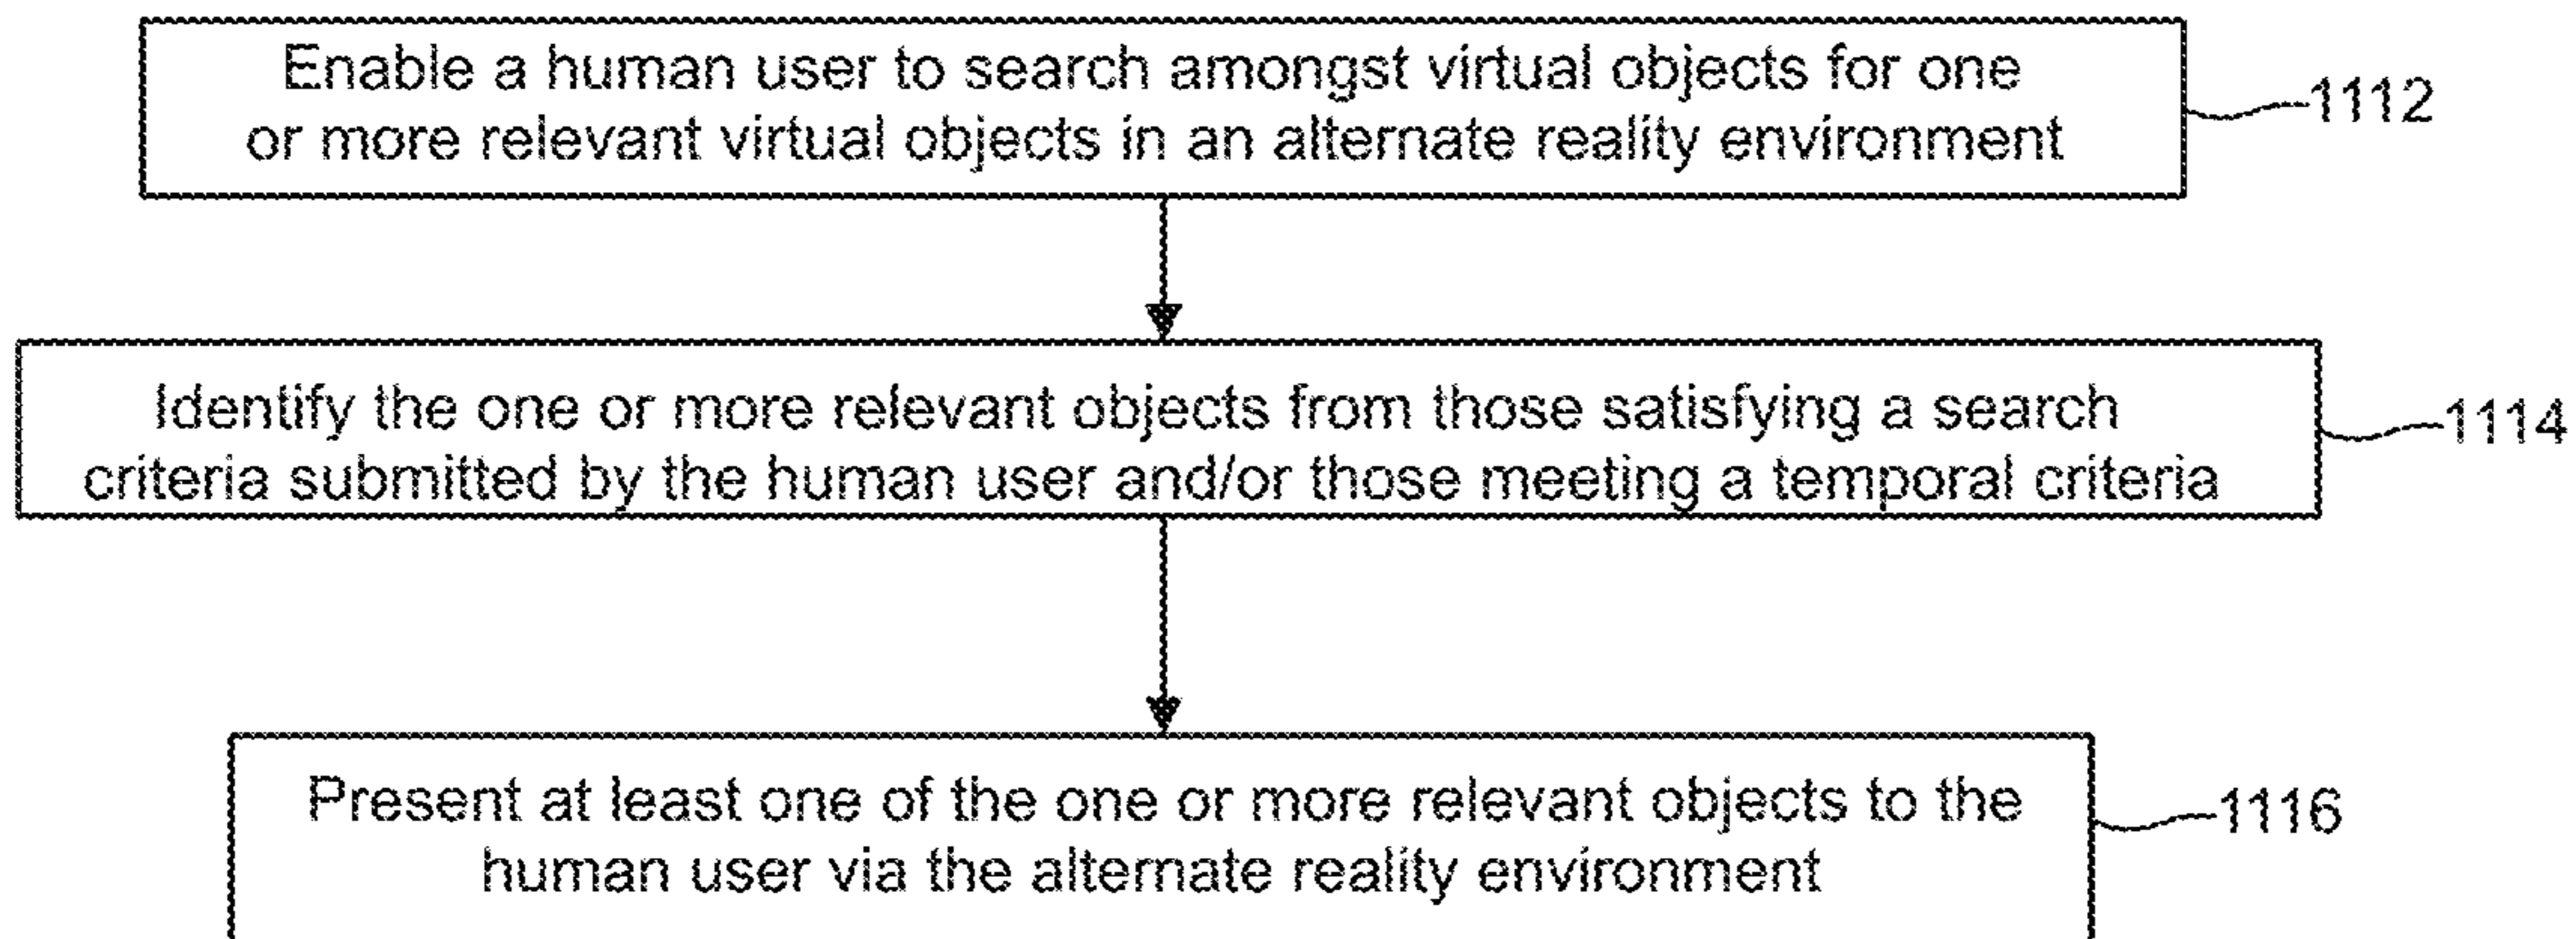 Enable a human user to search amongst virtual objects for one
or more relevant virtual objects in an alternate reality environment
1112
Identify the one or more relevant objects from those satisfying a search
criteria submitted by the human user and/or those meeting a temporal criteria
1114
Present at least one of the one or more relevant objects to the
human user via the alternate reality environment
1116